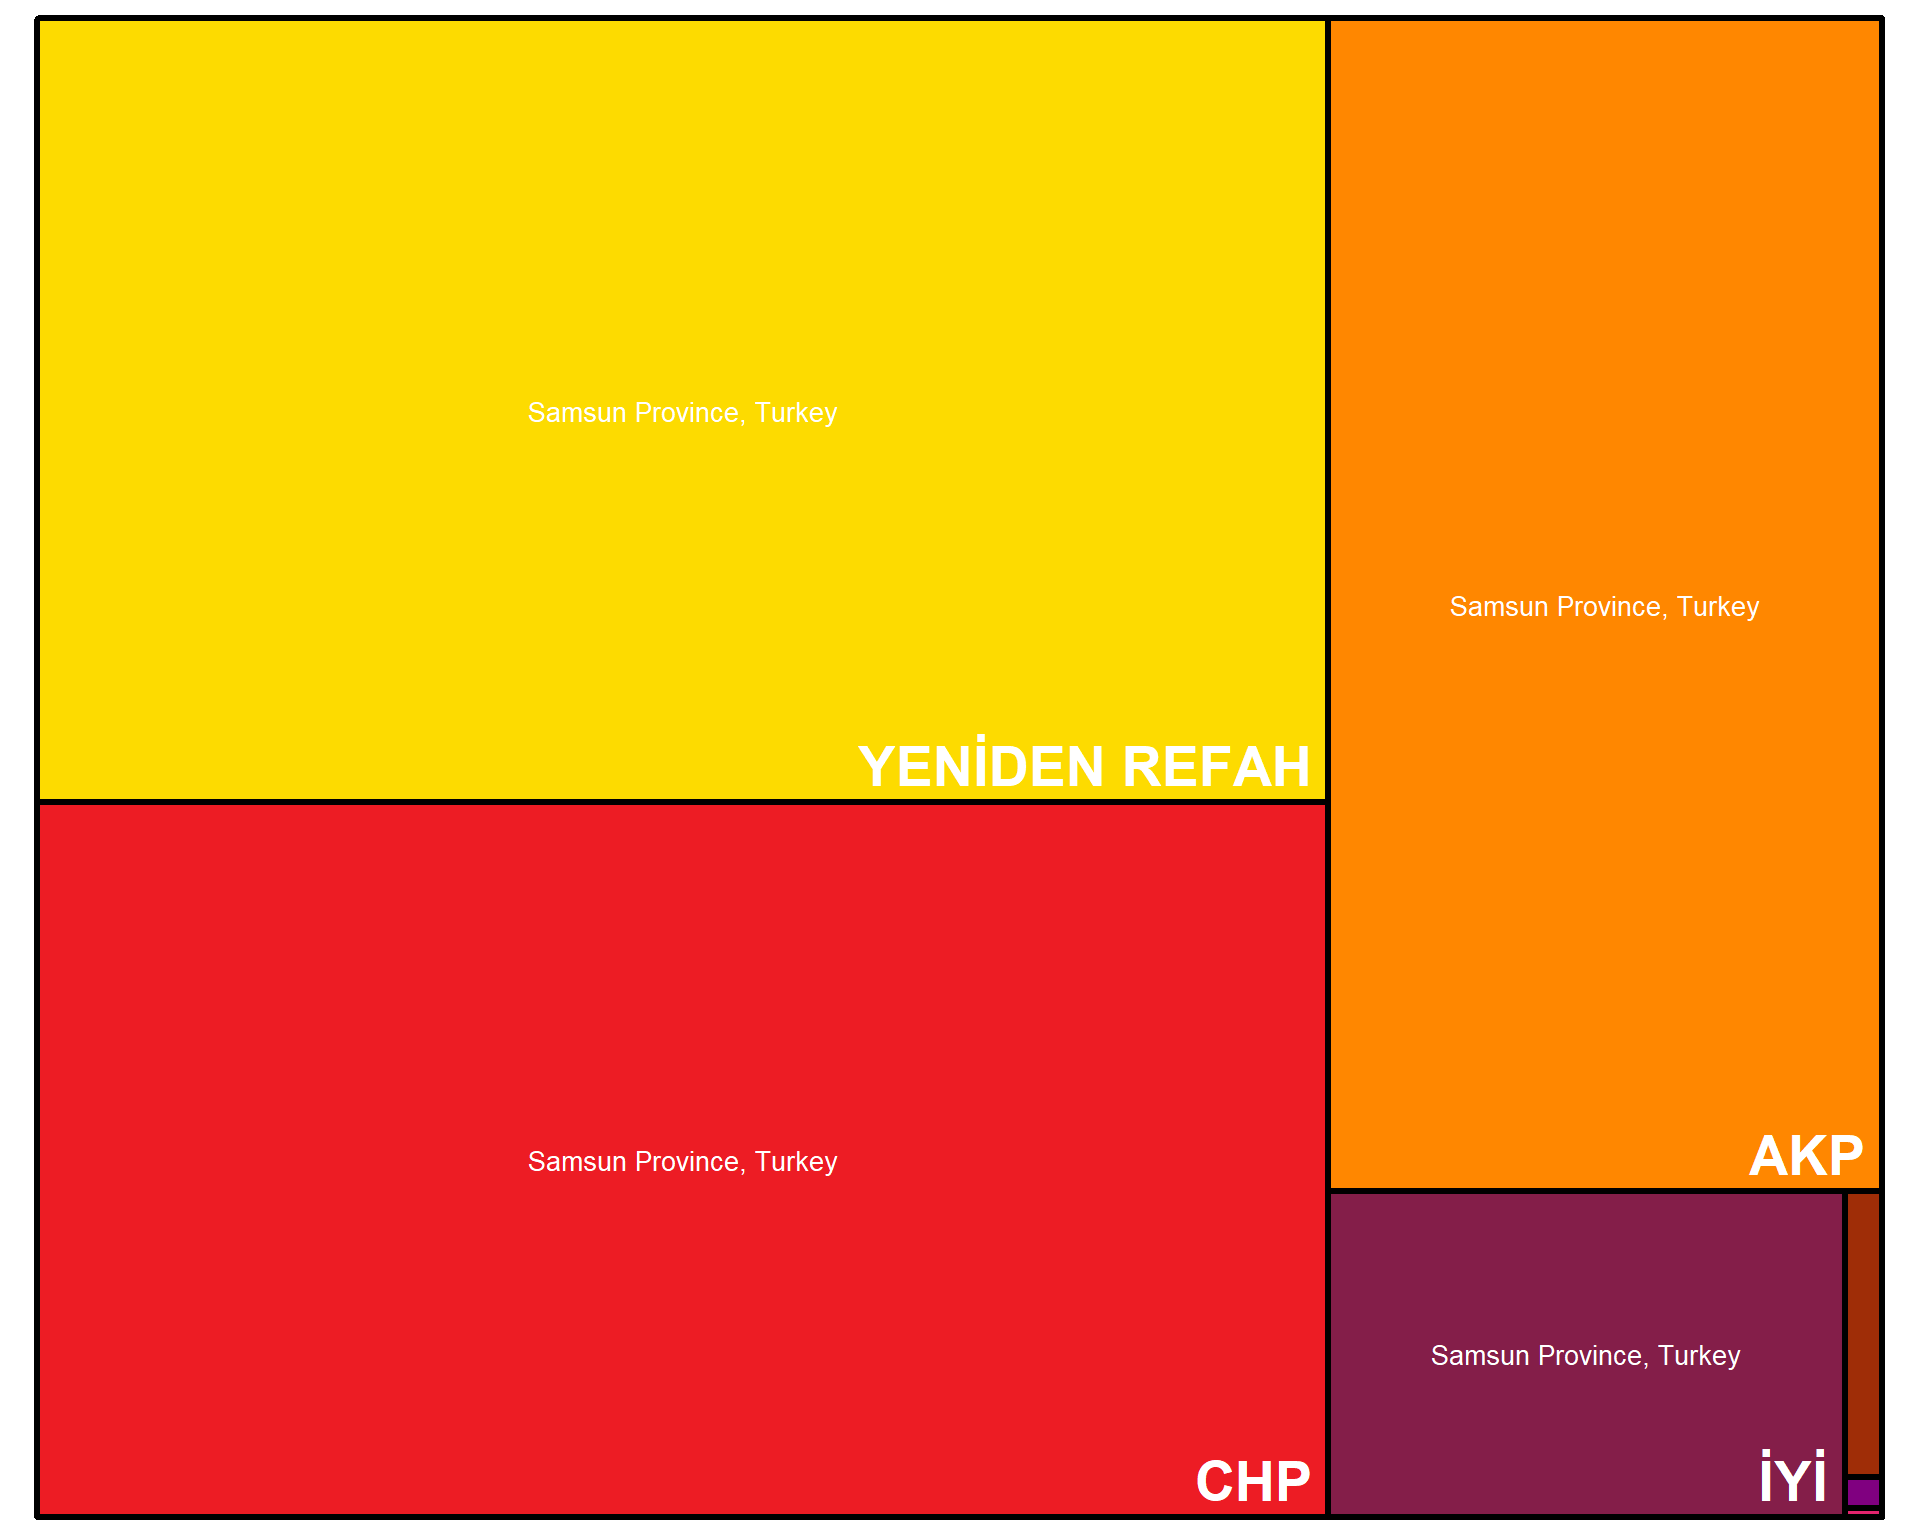 Samsun Province, Turkey
YENİDEN REFAH
Samsun Province, Turkey
CHP
Samsun Province, Turkey
AKP
Samsun Province, Turkey
İYİ